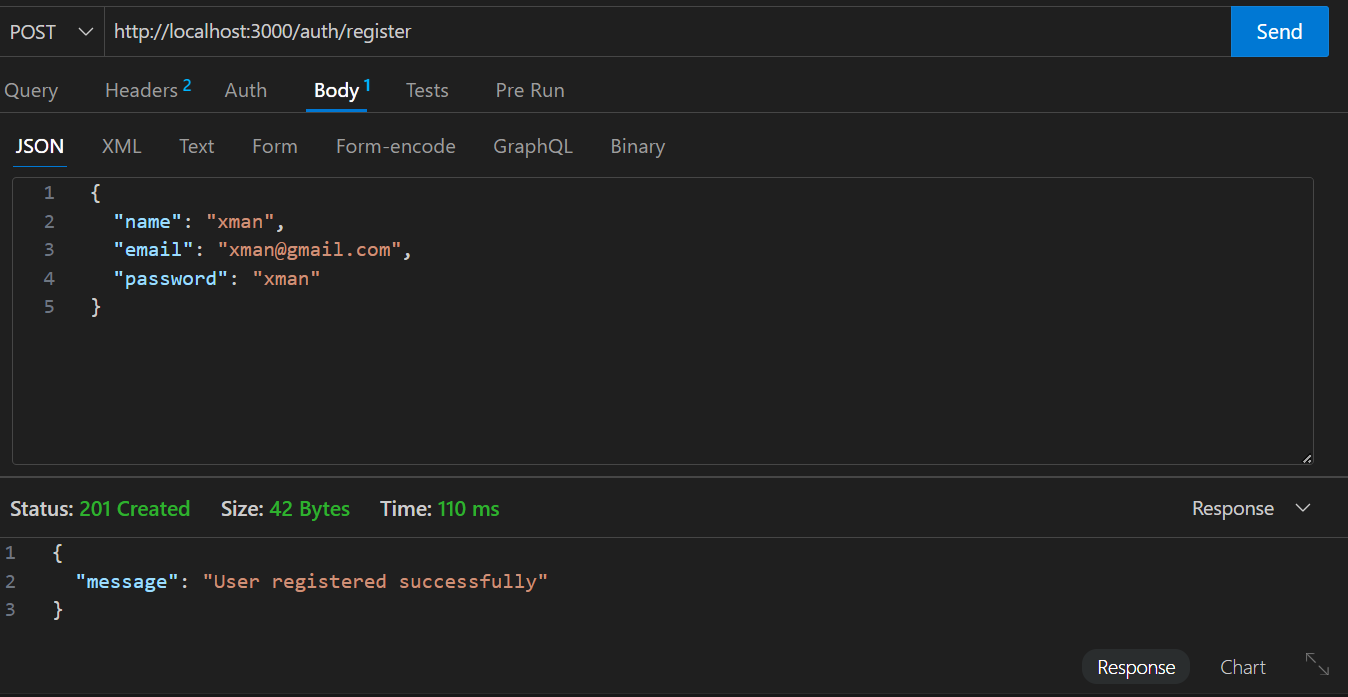 POST http://localhost:3000/auth/register Send
Query Headers 2 Auth Body 1 Tests Pre Run
JSON XML Text Form Form-encode GraphQL Binary
1 {
2 "name": "xman",
3 "email": "xman@gmail.com",
4 "password": "xman"
5 }
Status: 201 Created Size: 42 Bytes Time: 110 ms Response
1 {
2 "message": "User registered successfully"
3 }
Response Chart